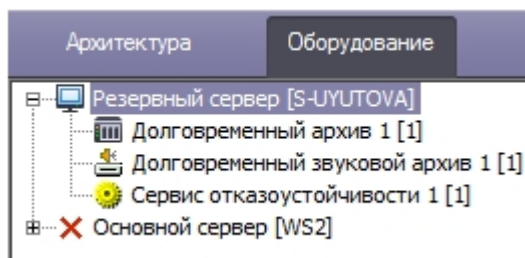 Архитектура Оборудование
Резервный сервер [S-UYUTOVA]
Долговременный архив 1 [1]
Долговременный звуковой архив 1 [1]
Сервис отказоустойчивости 1 [1]
Основной сервер [WS2]